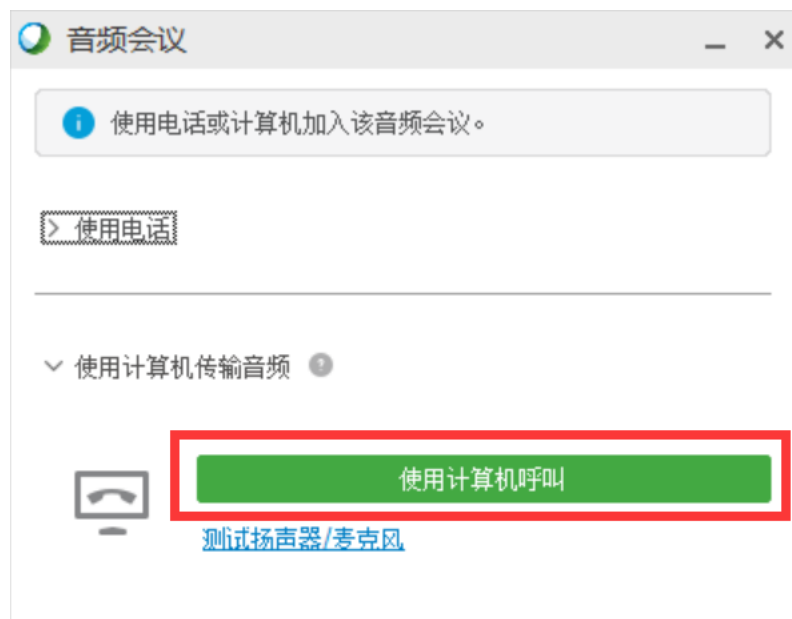 音频会议
使用电话或计算机加入该音频会议。
使用电话
使用计算机传输音频
使用计算机呼叫
测试扬声器/麦克风